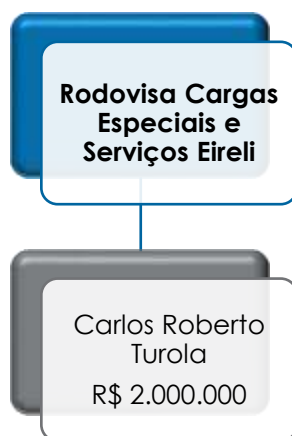 Rodovisa Cargas
Especiais e
Serviços Eireli
Carlos Roberto
Turola
R$ 2.000.000